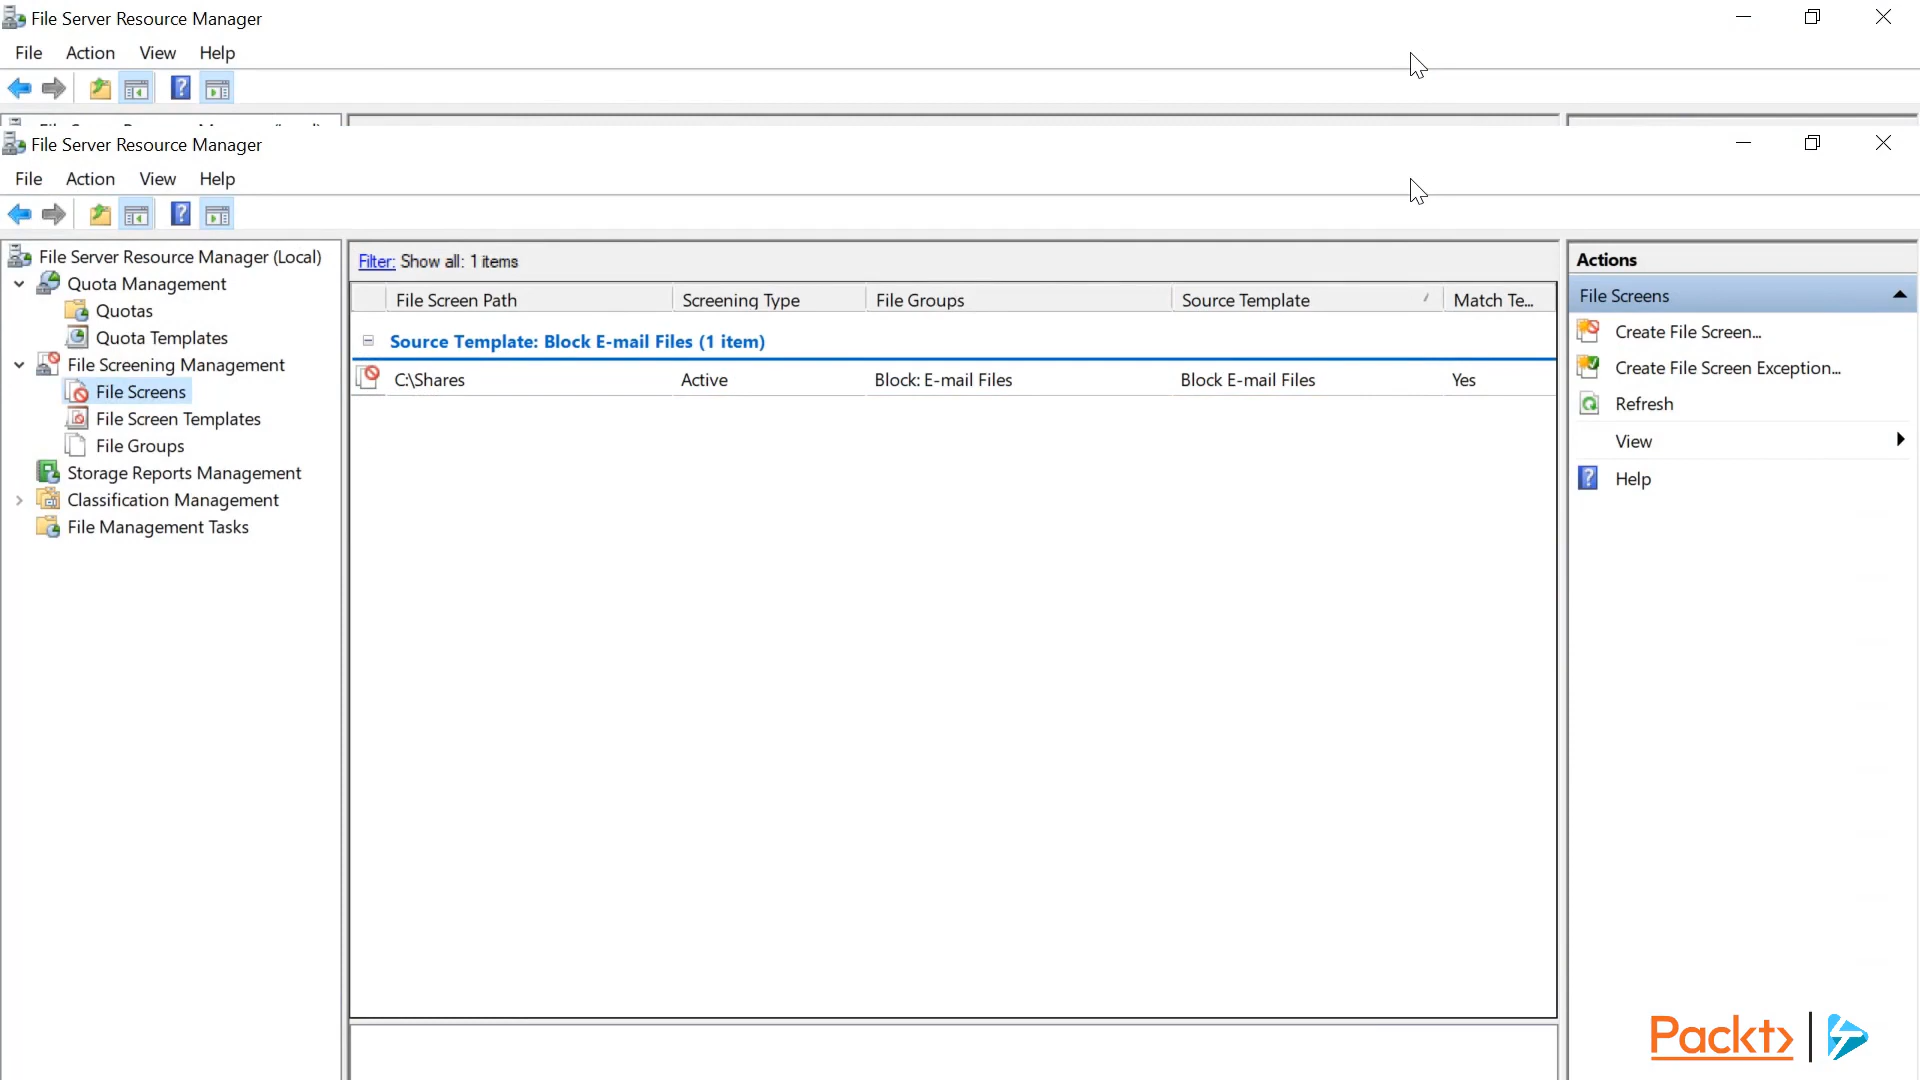 File Server Resource Manager
File Action View Help
File Server Resource Manager
File Action View Help
File Server Resource Manager (Local)
Quota Management
Quotas
Quota Templates
File Screening Management
File Screens
File Screen Templates
File Groups
Storage Reports Management
Classification Management
File Management Tasks
Filter: Show all: 1 items
File Screen Path Screening Type File Groups Source Template Match Te...
Source Template: Block E-mail Files (1 item)
C:\Shares Active Block: E-mail Files Block E-mail Files Yes
Actions
File Screens
Create File Screen...
Create File Screen Exception...
Refresh
View
Help
Packt